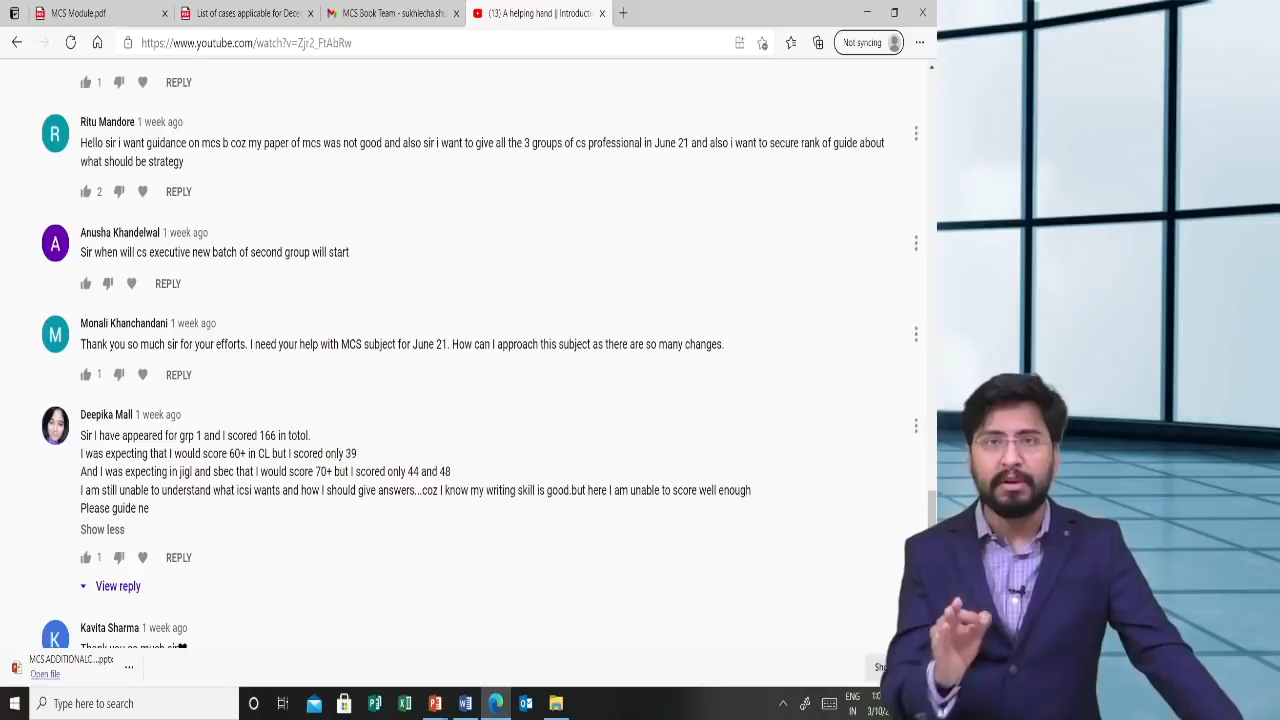 MCS Module.pdf
List of cases applicable for Dece
MCS Book Team - sukhlecha
(13) A helping hand || Introducti
https://www.youtube.com/watch?v=Zjr2_FtAbRw
Not syncing
1 REPLY
Ritu Mandore 1 week ago
Hello sir i want guidance on mcs b coz my paper of mcs was not good and also sir i want to give all the 3 groups of cs professional in June 21 and also i want to secure rank of guide about
what should be strategy
2 REPLY
A
Anusha Khandelwal 1 week ago
Sir when will cs executive new batch of second group will start
REPLY
M
Monali Khanchandani 1 week ago
Thank you so much sir for your efforts. I need your help with MCS subject for June 21. How can I approach this subject as there are so many changes.
1 REPLY
Deepika Mall 1 week ago
Sir I have appeared for grp 1 and I scored 166 in totol.
I was expecting that I would score 60+ in CL but I scored only 39
And I was expecting in jigl and sbec that I would score 70+ but I scored only 44 and 48
I am still unable to understand what icsi wants and how I should give answers...coz I know my writing skill is good.but here I am unable to score well enough
Please guide ne
Show less
1 REPLY
View reply
K
Kavita Sharma 1 week ago
Thank you so much sir
MCS.ADDITIONALC....pptx
Open file
Type here to search
ENG
IN